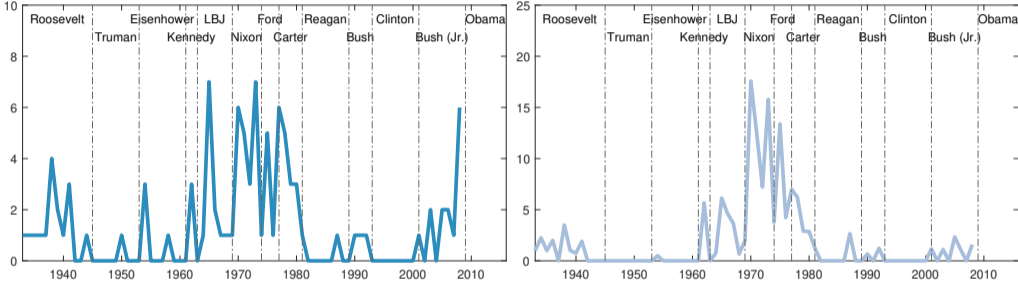 10
Roosevelt Eisenhower LBJ Ford Reagan Clinton Obama
Truman Kennedy Nixon Carter Bush Bush (Jr.)
8
6
4
2
0
1940 1950 1960 1970 1980 1990 2000 2010
25
Roosevelt Eisenhower LBJ Ford Reagan Clinton Obama
Truman Kennedy Nixon Carter Bush Bush (Jr.)
20
15
10
5
0
1940 1950 1960 1970 1980 1990 2000 2010